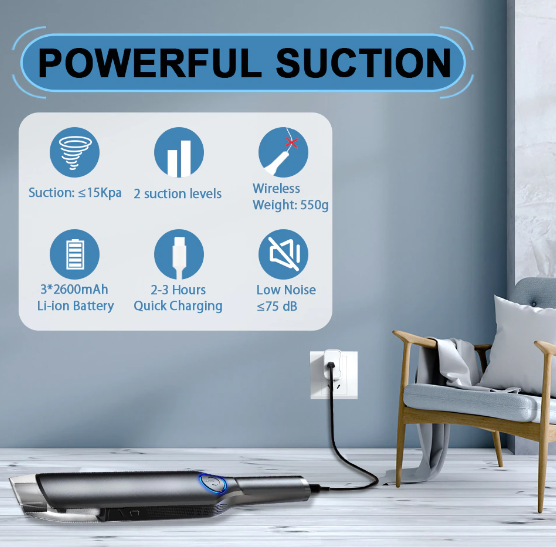 POWERFUL SUCTION
Suction: ≤15Kpa
2 suction levels
Wireless
Weight: 550g
3*2600mAh
Li-ion Battery
2-3 Hours
Quick Charging
Low Noise
≤75 dB